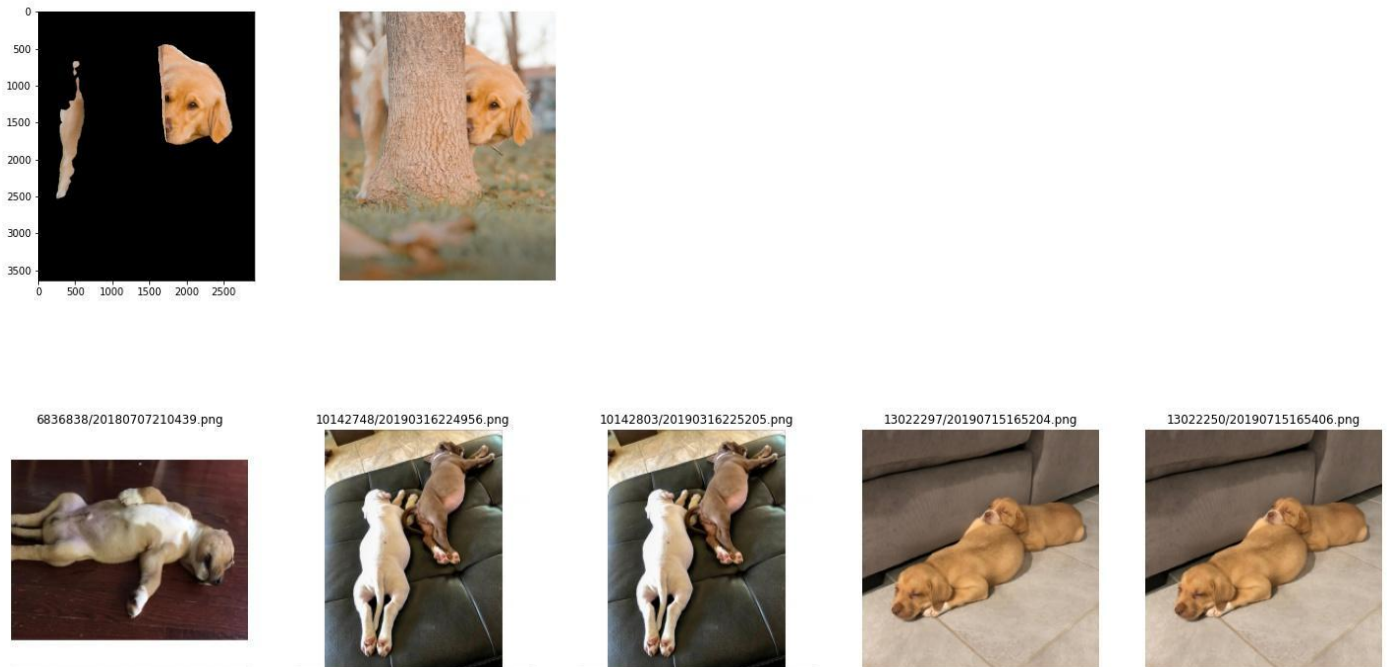 0
500
1000
1500
2000
2500
3000
3500
0 500 1000 1500 2000 2500
6836838/20180707210439.png
10142748/20190316224956.png
10142803/20190316225205.png
13022297/20190715165204.png
13022250/20190715165406.png